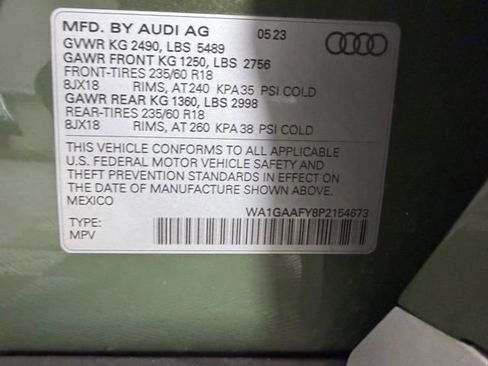 MFD. BY AUDI AG 05 23
GVWR KG 2490, LBS 5489
GAWR FRONT KG 1250, LBS 2756
FRONT-TIRES 235/60 R18
8JX18 RIMS, AT 240 KPA 35 PSI COLD
GAWR REAR KG 1360, LBS 2998
REAR-TIRES 235/60 R18
8JX18 RIMS, AT 260 KPA 38 PSI COLD
THIS VEHICLE CONFORMS TO ALL APPLICABLE
U.S. FEDERAL MOTOR VEHICLE SAFETY AND
THEFT PREVENTION STANDARDS IN EFFECT ON
THE DATE OF MANUFACTURE SHOWN ABOVE.
MEXICO
WA1GAAFY8P2154673
TYPE:
MPV